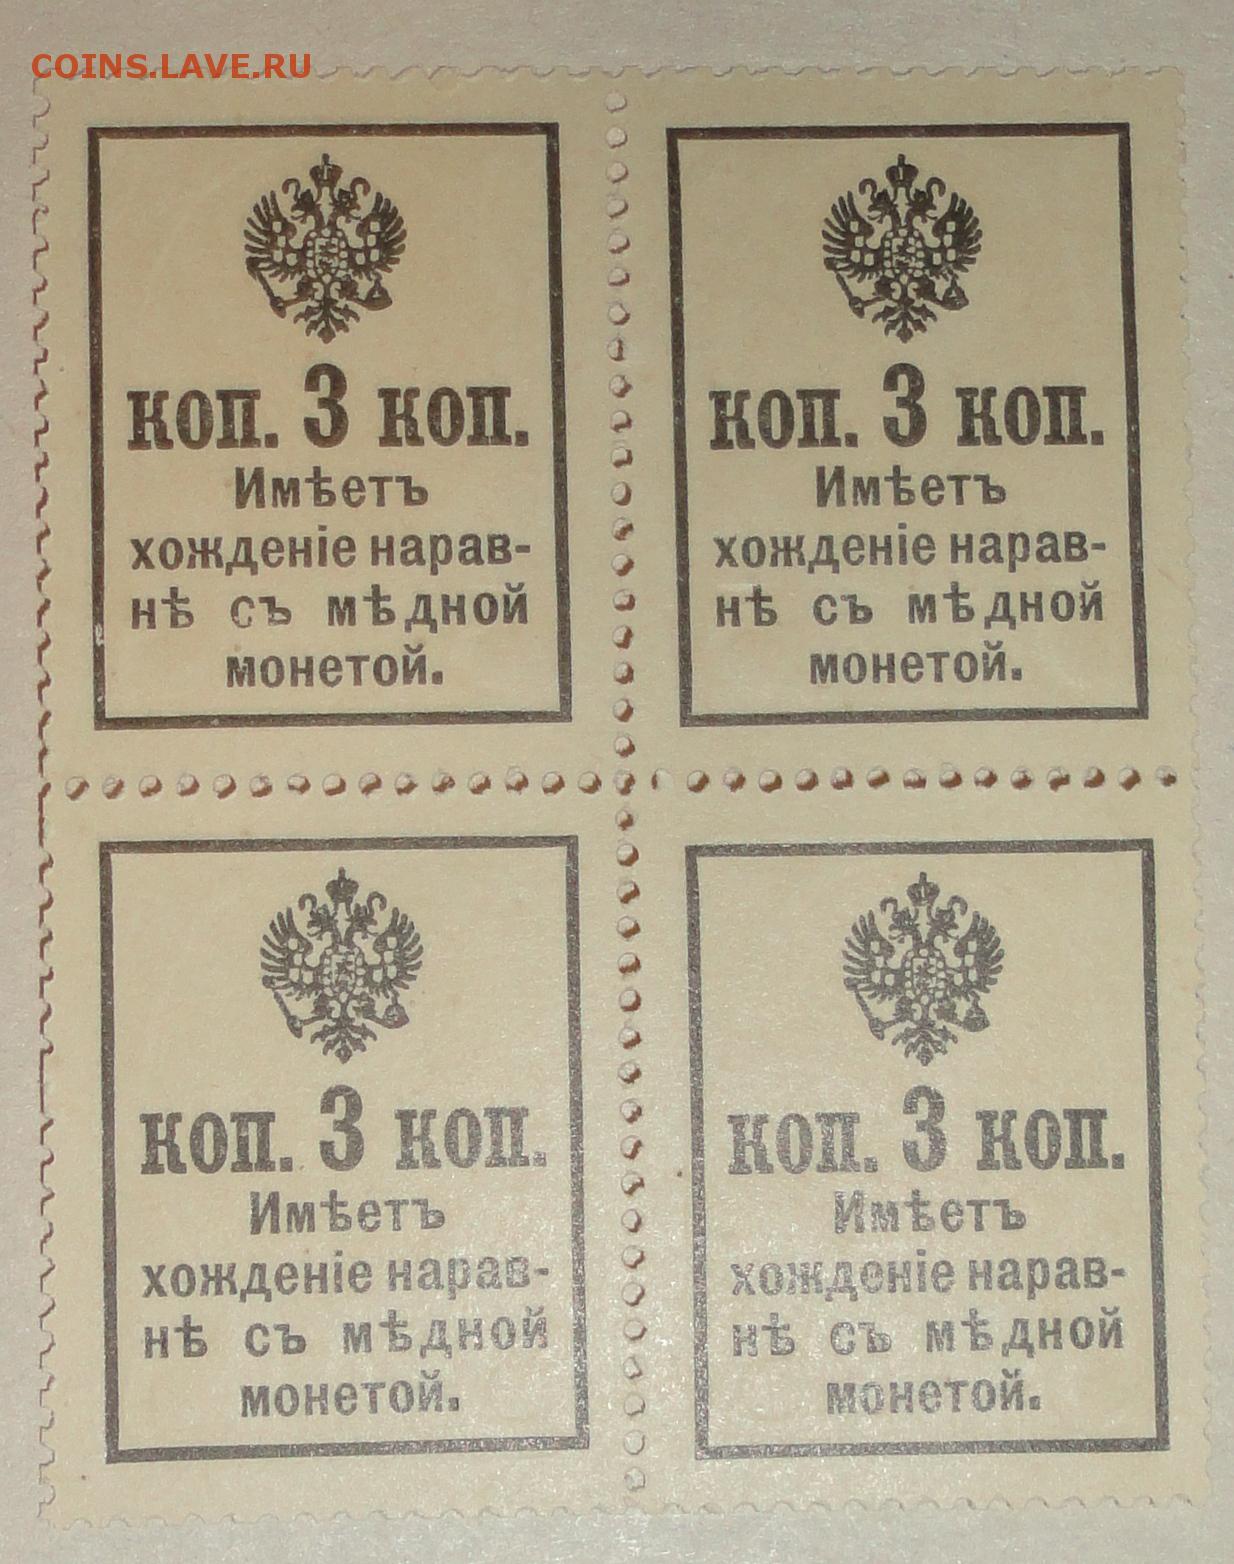 COINS.LAVE.RU
КОП. 3 КОП.
Имѣетъ
хожденіе нарав-
нѣ съ мѣдной
монетой.
КОП. 3 КОП.
Имѣетъ
хожденіе нарав-
нѣ съ мѣдной
монетой.
КОП. 3 КОП.
Имѣетъ
хожденіе нарав-
нѣ съ мѣдной
монетой.
КОП. 3 КОП.
Имѣетъ
хожденіе нарав-
нѣ съ мѣдной
монетой.